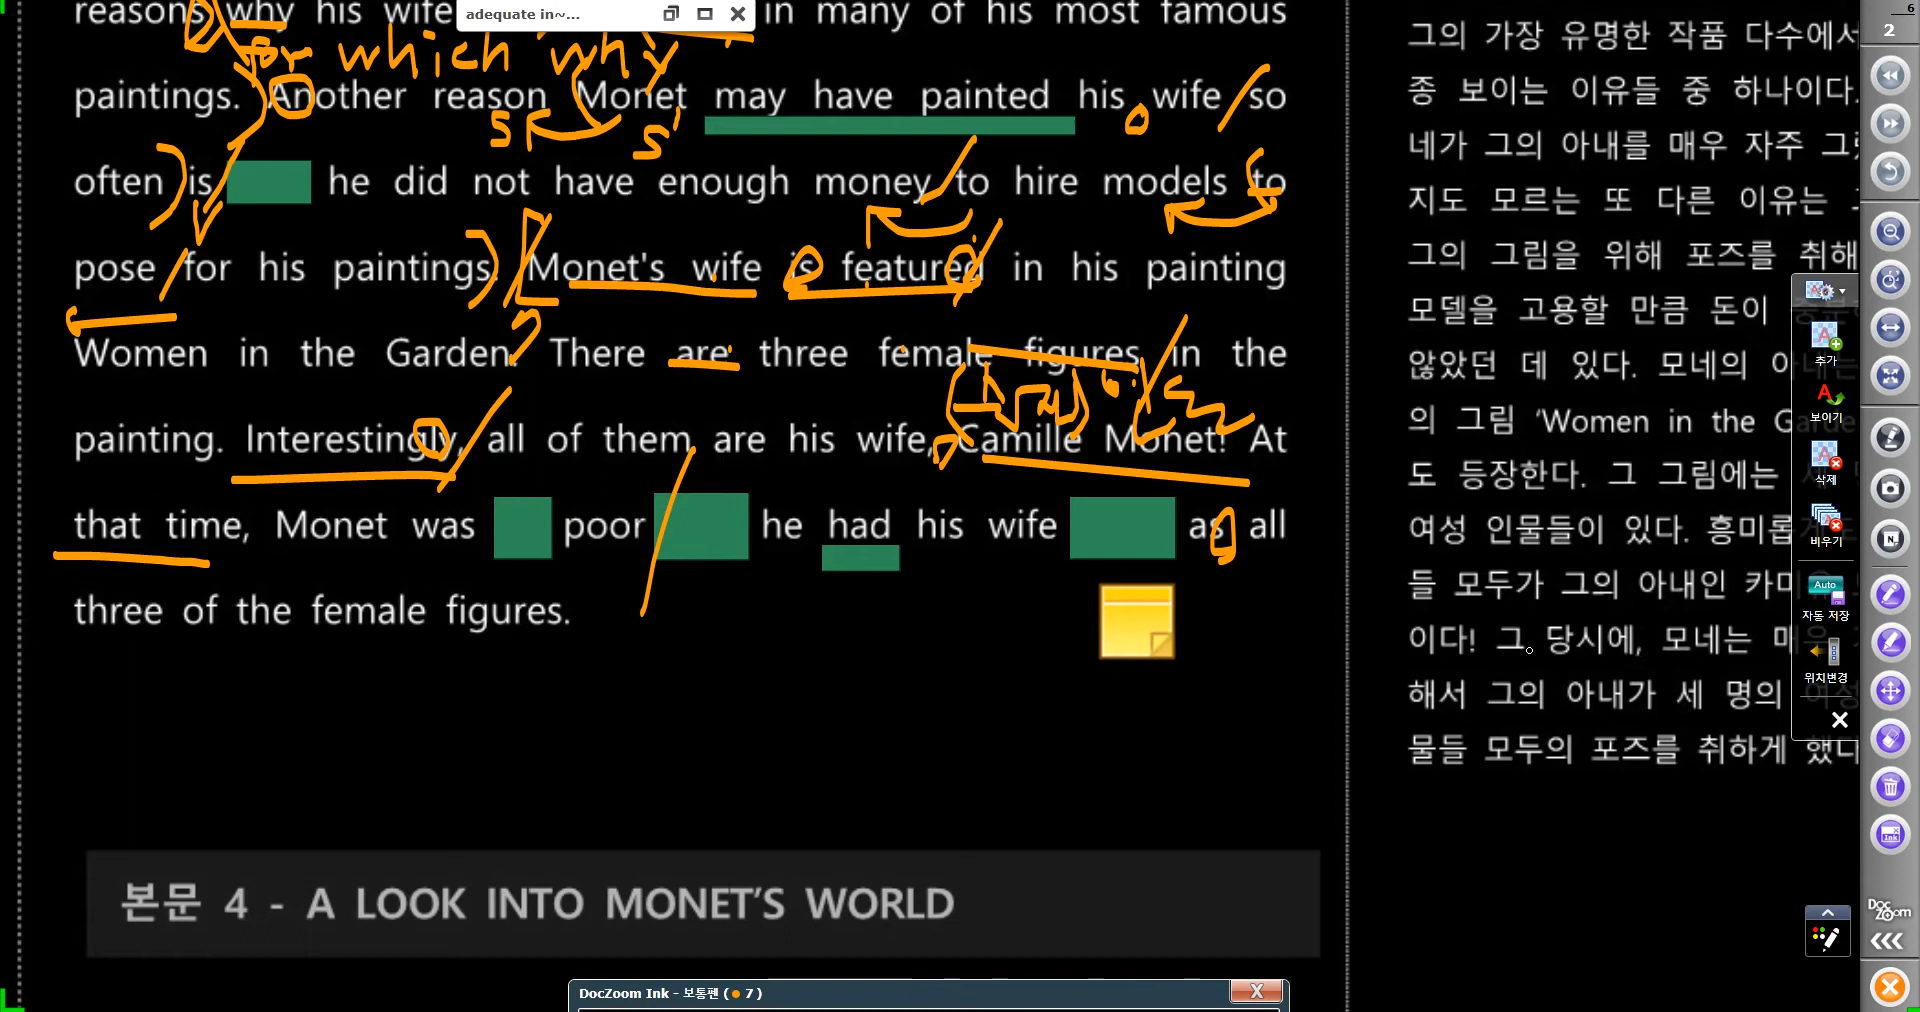 reasons why his wife in many of his most famous
for which why
paintings. Another reason Monet may have painted his wife so
S S' o
often is he did not have enough money to hire models to
pose for his paintings. Monet's wife is featured in his painting
Women in the Garden. There are three female figures in the
painting. Interestingly, all of them are his wife, Camille Monet! At
that time, Monet was poor he had his wife as all
three of the female figures.
본문 4 - A LOOK INTO MONET'S WORLD
adequate in~...
그의 가장 유명한 작품 다수에서
종 보이는 이유들 중 하나이다.
네가 그의 아내를 매우 자주
지도 모르는 또 다른 이유는
그의 그림을 위해 포즈를 취해
모델을 고용할 만큼 돈이
않았던 데 있다. 모네의
의 그림 ‘Women in the
도 등장한다. 그 그림에는
여성 인물들이 있다.
들 모두가 그의 아내인
이다! 그 당시에, 모네는
해서 그의 아내가 세 명의 여성
물들 모두의 포즈를 취하게 했다
추가
보이기
삭제
비우기
Auto
자동 저장
위치변경
6
2
N
Ink
Doc
Zoom
DocZoom Ink - 보통펜 ( 7 )